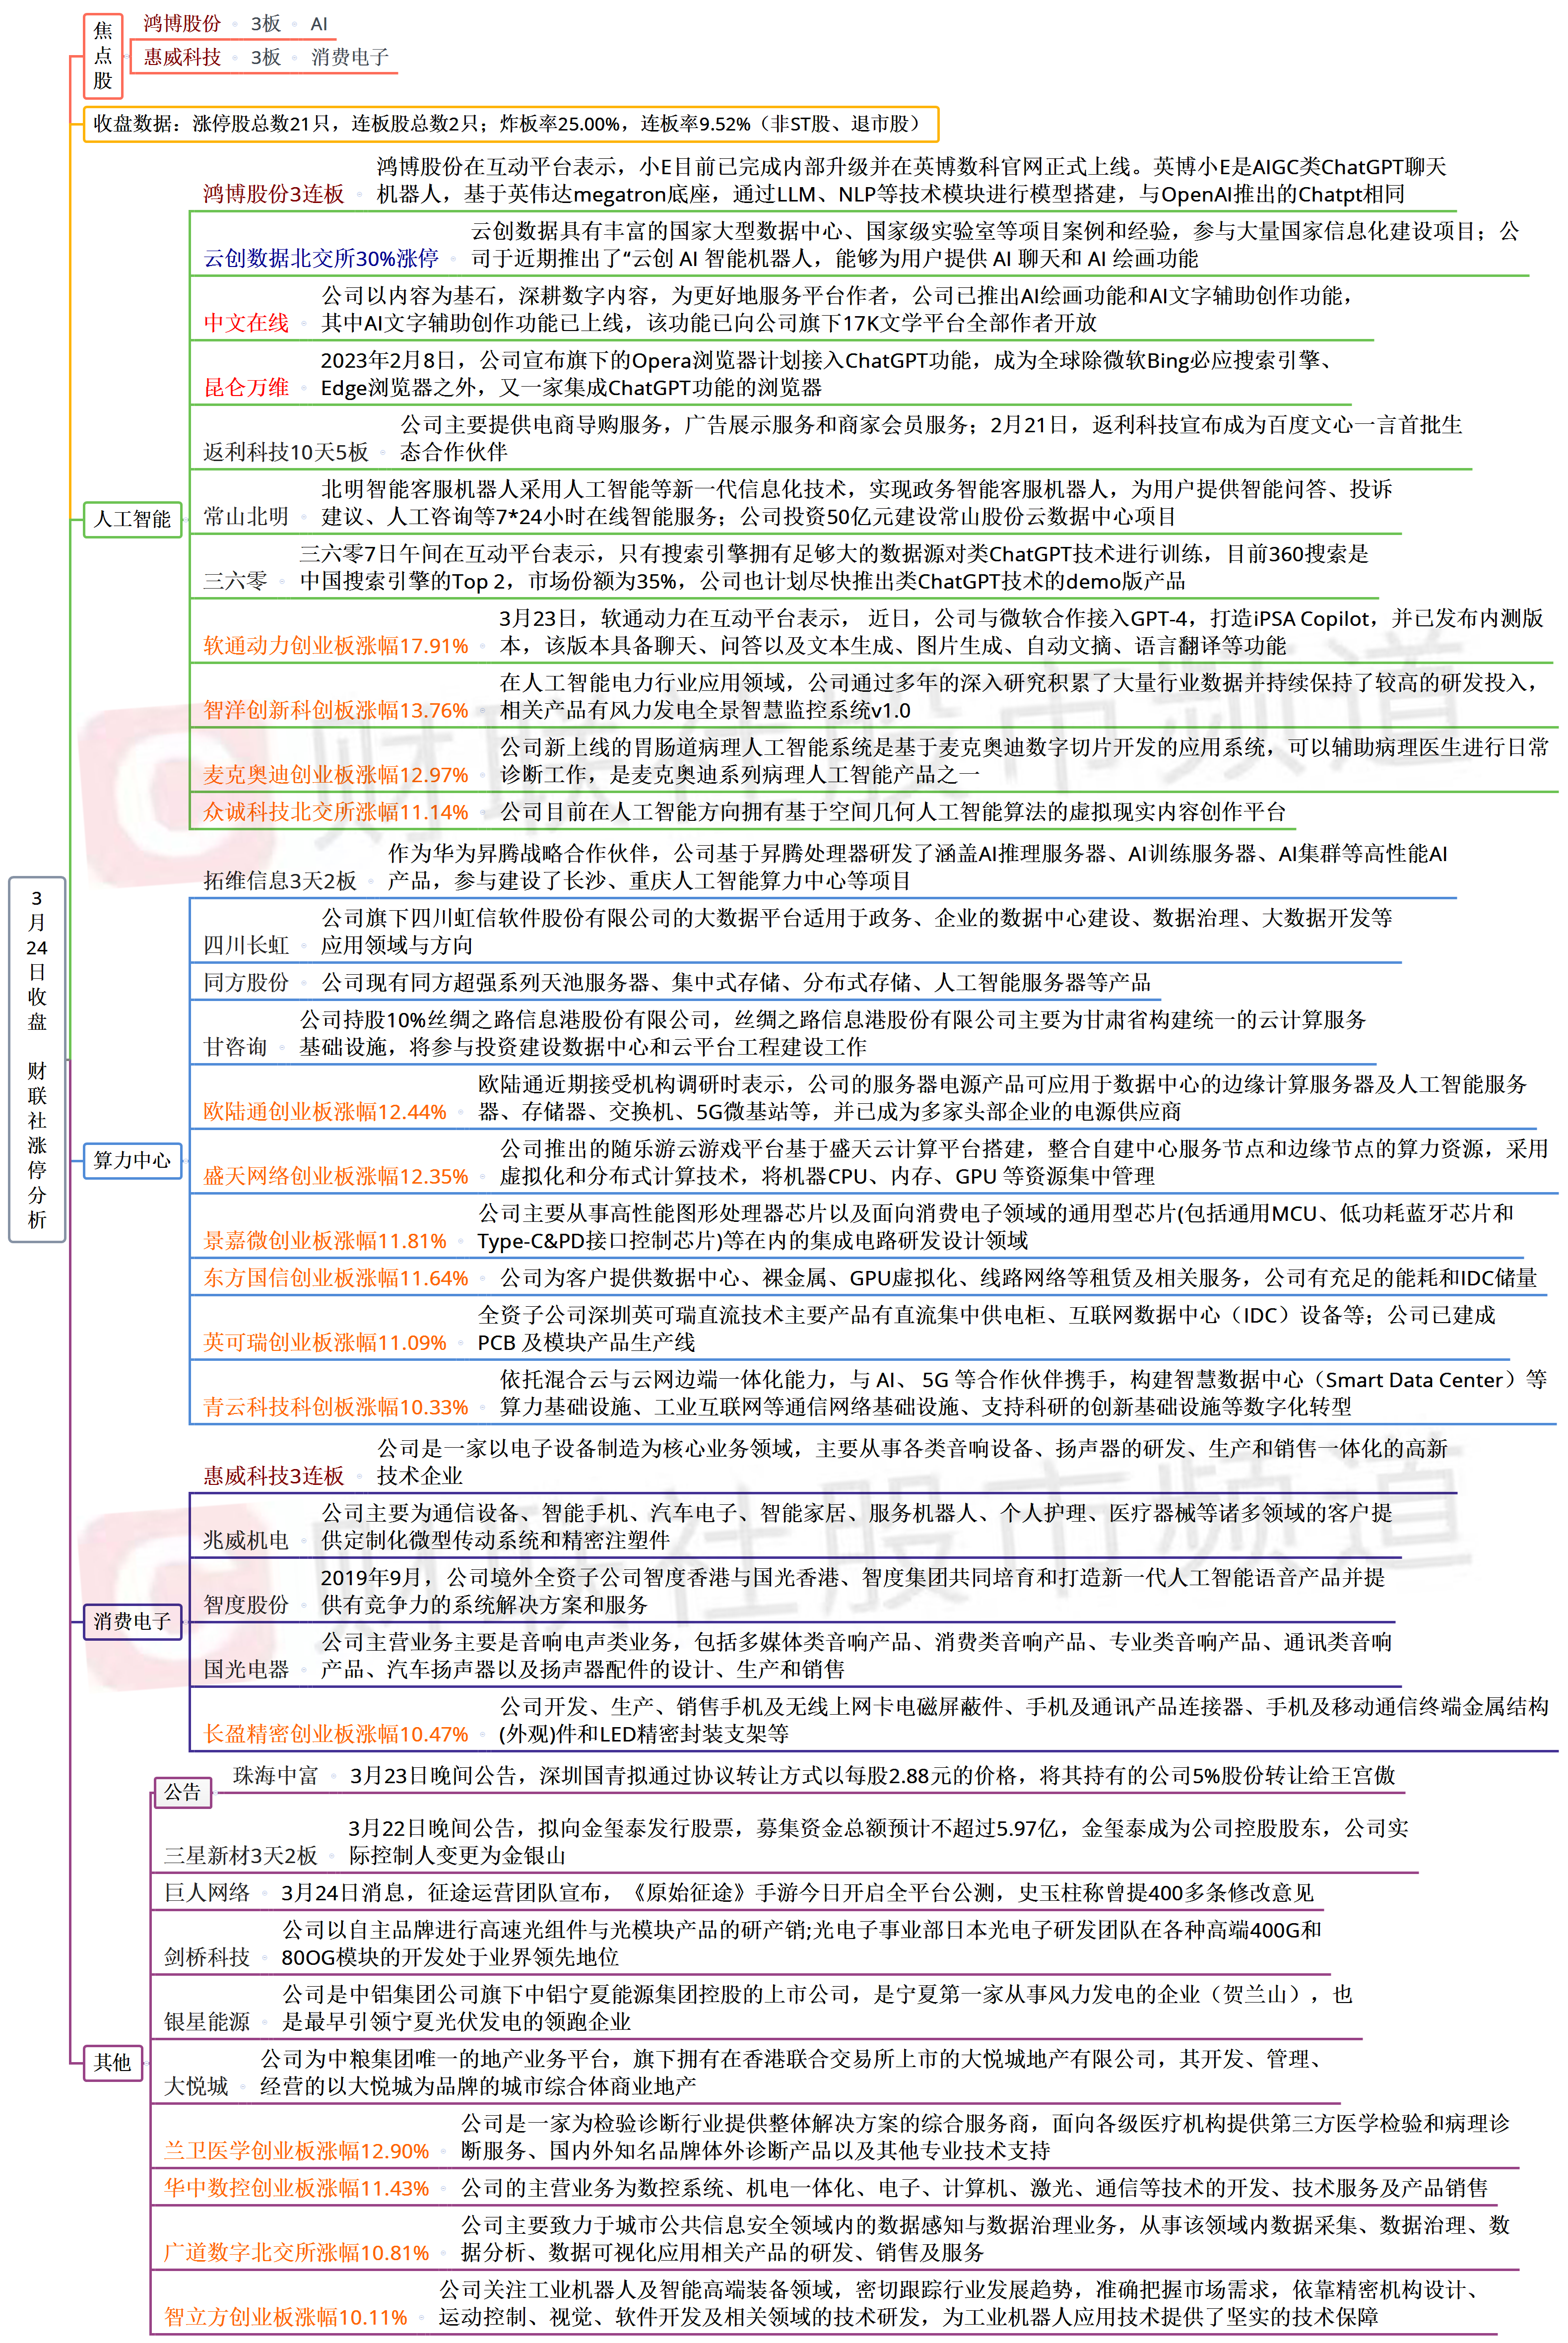 焦点股
鸿博股份 3板 AI
惠威科技 3板 消费电子
收盘数据：涨停股总数21只，连板股总数2只；炸板率25.00%，连板率9.52%（非ST股、退市股）
3月24日收盘 财联社涨停分析
人工智能
鸿博股份3连板
鸿博股份在互动平台表示，小E目前已完成内部升级并在英博数科官网正式上线。英博小E是AIGC类ChatGPT聊天
机器人，基于英伟达megatron底座，通过LLM、NLP等技术模块进行模型搭建，与OpenAI推出的Chatpt相同
云创数据北交所30%涨停
云创数据具有丰富的国家大型数据中心、国家级实验室等项目案例和经验，参与大量国家信息化建设项目；公
司于近期推出了“云创 AI 智能机器人，能够为用户提供 AI 聊天和 AI 绘画功能
中文在线
公司以内容为基石，深耕数字内容，为更好地服务平台作者，公司已推出AI绘画功能和AI文字辅助创作功能，
其中AI文字辅助创作功能已上线，该功能已向公司旗下17K文学平台全部作者开放
昆仑万维
2023年2月8日，公司宣布旗下的Opera浏览器计划接入ChatGPT功能，成为全球除微软Bing必应搜索引擎、
Edge浏览器之外，又一家集成ChatGPT功能的浏览器
返利科技10天5板
公司主要提供电商导购服务，广告展示服务和商家会员服务；2月21日，返利科技宣布成为百度文心一言首批生
态合作伙伴
常山北明
北明智能客服机器人采用人工智能等新一代信息化技术，实现政务智能客服机器人，为用户提供智能问答、投诉
建议、人工咨询等7*24小时在线智能服务；公司投资50亿元建设常山股份云数据中心项目
三六零
三六零7日午间在互动平台表示，只有搜索引擎拥有足够大的数据源对类ChatGPT技术进行训练，目前360搜索是
中国搜索引擎的Top 2，市场份额为35%，公司也计划尽快推出类ChatGPT技术的demo版产品
软通动力创业板涨幅17.91%
3月23日，软通动力在互动平台表示， 近日，公司与微软合作接入GPT-4，打造iPSA Copilot，并已发布内测版
本，该版本具备聊天、问答以及文本生成、图片生成、自动文摘、语言翻译等功能
智洋创新科创板涨幅13.76%
在人工智能电力行业应用领域，公司通过多年的深入研究积累了大量行业数据并持续保持了较高的研发投入，
相关产品有风力发电全景智慧监控系统v1.0
麦克奥迪创业板涨幅12.97%
公司新上线的胃肠道病理人工智能系统是基于麦克奥迪数字切片开发的应用系统，可以辅助病理医生进行日常
诊断工作，是麦克奥迪系列病理人工智能产品之一
众诚科技北交所涨幅11.14%
公司目前在人工智能方向拥有基于空间几何人工智能算法的虚拟现实内容创作平台
算力中心
拓维信息3天2板
作为华为昇腾战略合作伙伴，公司基于昇腾处理器研发了涵盖AI推理服务器、AI训练服务器、AI集群等高性能AI
产品，参与建设了长沙、重庆人工智能算力中心等项目
四川长虹
公司旗下四川虹信软件股份有限公司的大数据平台适用于政务、企业的数据中心建设、数据治理、大数据开发等
应用领域与方向
同方股份
公司现有同方超强系列天池服务器、集中式存储、分布式存储、人工智能服务器等产品
甘咨询
公司持股10%丝绸之路信息港股份有限公司，丝绸之路信息港股份有限公司主要为甘肃省构建统一的云计算服务
基础设施，将参与投资建设数据中心和云平台工程建设工作
欧陆通创业板涨幅12.44%
欧陆通近期接受机构调研时表示，公司的服务器电源产品可应用于数据中心的边缘计算服务器及人工智能服务
器、存储器、交换机、5G微基站等，并已成为多家头部企业的电源供应商
盛天网络创业板涨幅12.35%
公司推出的随乐游云游戏平台基于盛天云计算平台搭建，整合自建中心服务节点和边缘节点的算力资源，采用
虚拟化和分布式计算技术，将机器CPU、内存、GPU 等资源集中管理
景嘉微创业板涨幅11.81%
公司主要从事高性能图形处理器芯片以及面向消费电子领域的通用型芯片(包括通用MCU、低功耗蓝牙芯片和
Type-C&PD接口控制芯片)等在内的集成电路研发设计领域
东方国信创业板涨幅11.64%
公司为客户提供数据中心、裸金属、GPU虚拟化、线路网络等租赁及相关服务，公司有充足的能耗和IDC储量
英可瑞创业板涨幅11.09%
全资子公司深圳英可瑞直流技术主要产品有直流集中供电柜、互联网数据中心（IDC）设备等；公司已建成
PCB 及模块产品生产线
青云科技科创板涨幅10.33%
依托混合云与云网边端一体化能力，与 AI、 5G 等合作伙伴携手，构建智慧数据中心（Smart Data Center）等
算力基础设施、工业互联网等通信网络基础设施、支持科研的创新基础设施等数字化转型
消费电子
惠威科技3连板
公司是一家以电子设备制造为核心业务领域，主要从事各类音响设备、扬声器的研发、生产和销售一体化的高新
技术企业
兆威机电
公司主要为通信设备、智能手机、汽车电子、智能家居、服务机器人、个人护理、医疗器械等诸多领域的客户提
供定制化微型传动系统和精密注塑件
智度股份
2019年9月，公司境外全资子公司智度香港与国光香港、智度集团共同培育和打造新一代人工智能语音产品并提
供有竞争力的系统解决方案和服务
国光电器
公司主营业务主要是音响电声类业务，包括多媒体类音响产品、消费类音响产品、专业类音响产品、通讯类音响
产品、汽车扬声器以及扬声器配件的设计、生产和销售
长盈精密创业板涨幅10.47%
公司开发、生产、销售手机及无线上网卡电磁屏蔽件、手机及通讯产品连接器、手机及移动通信终端金属结构
(外观)件和LED精密封装支架等
其他
公告
珠海中富
3月23日晚间公告，深圳国青拟通过协议转让方式以每股2.88元的价格，将其持有的公司5%股份转让给王宫傲
三星新材3天2板
3月22日晚间公告，拟向金玺泰发行股票，募集资金总额预计不超过5.97亿，金玺泰成为公司控股股东，公司实
际控制人变更为金银山
巨人网络
3月24日消息，征途运营团队宣布，《原始征途》手游今日开启全平台公测，史玉柱称曾提400多条修改意见
剑桥科技
公司以自主品牌进行高速光组件与光模块产品的研产销;光电子事业部日本光电子研发团队在各种高端400G和
80OG模块的开发处于业界领先地位
银星能源
公司是中铝集团公司旗下中铝宁夏能源集团控股的上市公司，是宁夏第一家从事风力发电的企业（贺兰山），也
是最早引领宁夏光伏发电的领跑企业
大悦城
公司为中粮集团唯一的地产业务平台，旗下拥有在香港联合交易所上市的大悦城地产有限公司，其开发、管理、
经营的以大悦城为品牌的城市综合体商业地产
兰卫医学创业板涨幅12.90%
公司是一家为检验诊断行业提供整体解决方案的综合服务商，面向各级医疗机构提供第三方医学检验和病理诊
断服务、国内外知名品牌体外诊断产品以及其他专业技术支持
华中数控创业板涨幅11.43%
公司的主营业务为数控系统、机电一体化、电子、计算机、激光、通信等技术的开发、技术服务及产品销售
广道数字北交所涨幅10.81%
公司主要致力于城市公共信息安全领域内的数据感知与数据治理业务，从事该领域内数据采集、数据治理、数
据分析、数据可视化应用相关产品的研发、销售及服务
智立方创业板涨幅10.11%
公司关注工业机器人及智能高端装备领域，密切跟踪行业发展趋势，准确把握市场需求，依靠精密机构设计、
运动控制、视觉、软件开发及相关领域的技术研发，为工业机器人应用技术提供了坚实的技术保障
财联社股市频道
财联社股市频道